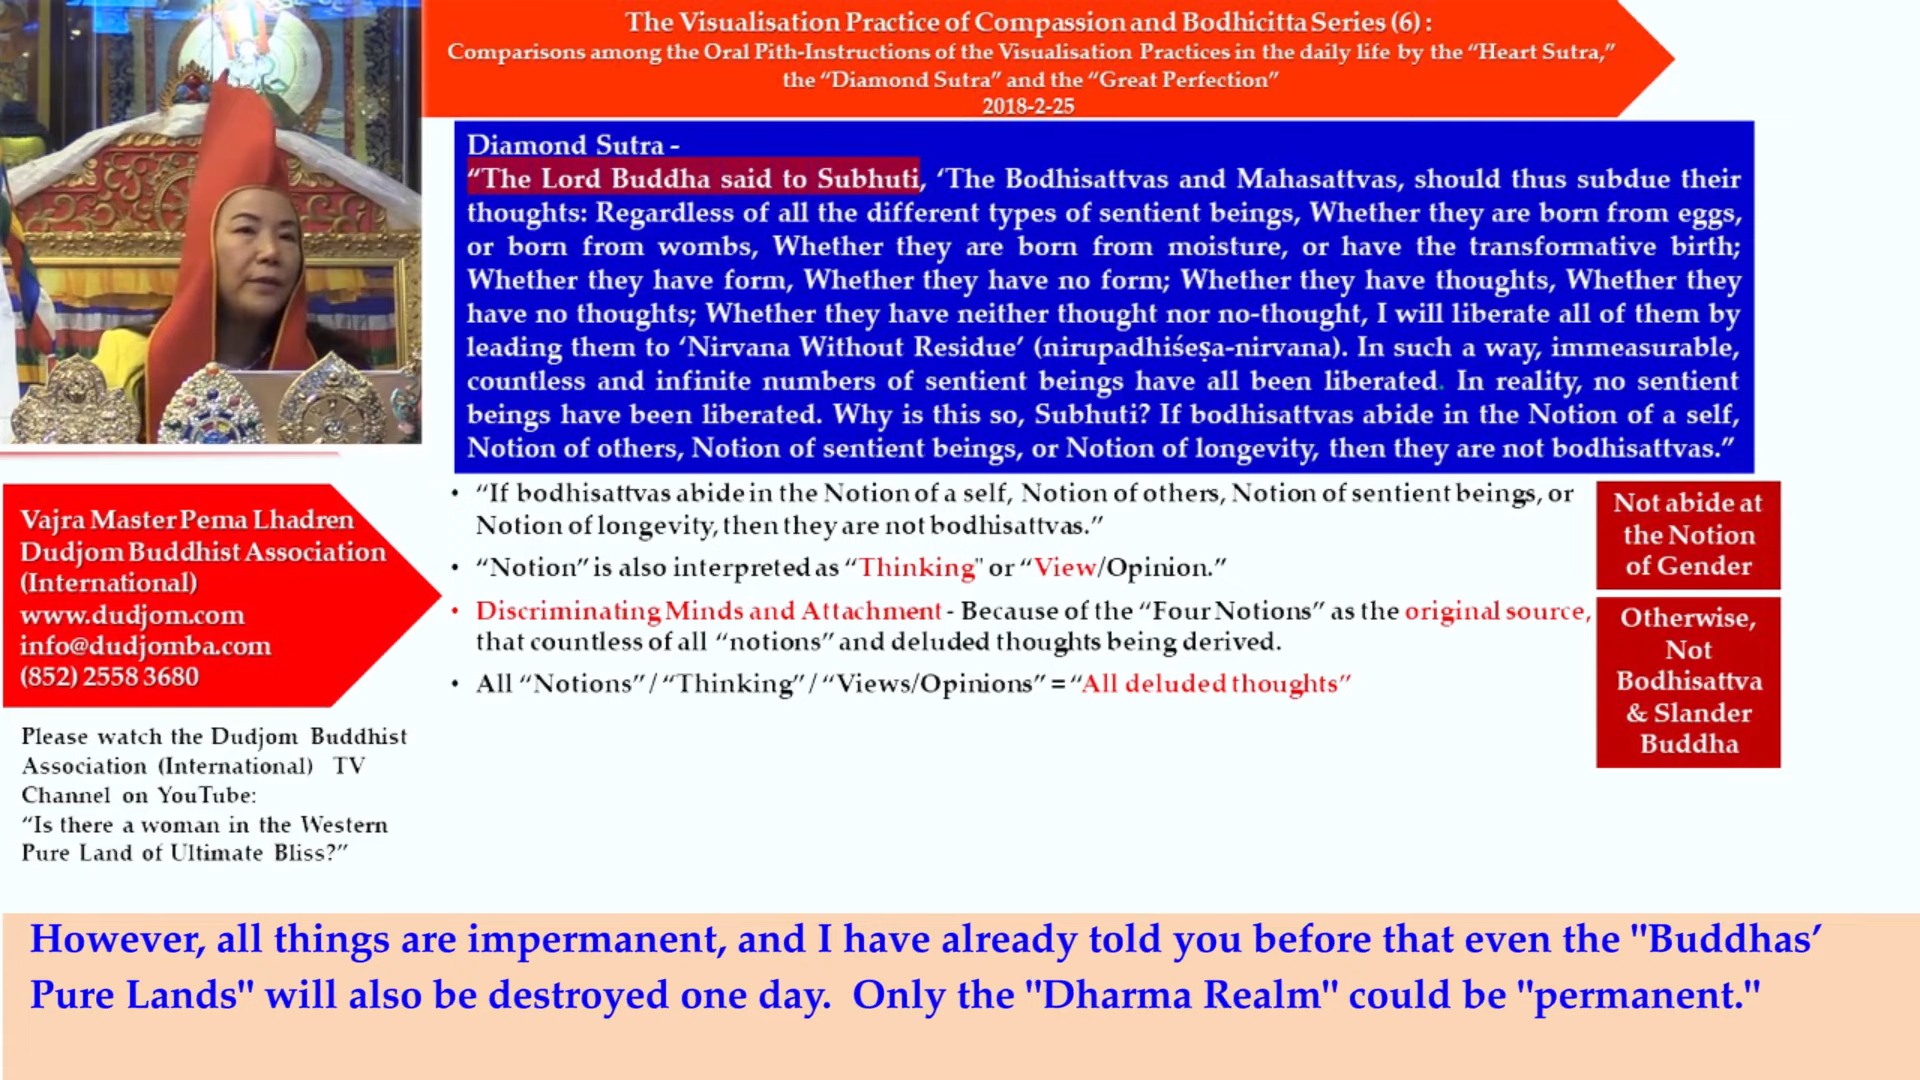 The Visualisation Practice of Compassion and Bodhicitta Series (6) :
Comparisons among the Oral Pith-Instructions of the Visualisation Practices in the daily life by the “Heart Sutra,”
the “Diamond Sutra” and the “Great Perfection”
2018-2-25
Diamond Sutra -
“The Lord Buddha said to Subhuti, ‘The Bodhisattvas and Mahasattvas, should thus subdue their
thoughts: Regardless of all the different types of sentient beings, Whether they are born from eggs,
or born from wombs, Whether they are born from moisture, or have the transformative birth;
Whether they have form, Whether they have no form; Whether they have thoughts, Whether they
have no thoughts; Whether they have neither thought nor no-thought, I will liberate all of them by
leading them to ‘Nirvana Without Residue’ (nirupadhiśeṣa-nirvana). In such a way, immeasurable,
countless and infinite numbers of sentient beings have all been liberated. In reality, no sentient
beings have been liberated. Why is this so, Subhuti? If bodhisattvas abide in the Notion of a self,
Notion of others, Notion of sentient beings, or Notion of longevity, then they are not bodhisattvas.”
• “If bodhisattvas abide in the Notion of a self, Notion of others, Notion of sentient beings, or
Notion of longevity, then they are not bodhisattvas.”
• “Notion” is also interpreted as “Thinking" or “View/Opinion.”
• Discriminating Minds and Attachment - Because of the “Four Notions” as the original source,
that countless of all “notions” and deluded thoughts being derived.
• All “Notions” / “Thinking” / “Views/Opinions” = “All deluded thoughts”
Not abide at
the Notion
of Gender
Otherwise,
Not
Bodhisattva
& Slander
Buddha
Vajra Master Pema Lhadren
Dudjom Buddhist Association
(International)
www.dudjom.com
info@dudjomba.com
(852) 2558 3680
Please watch the Dudjom Buddhist
Association (International) TV
Channel on YouTube:
“Is there a woman in the Western
Pure Land of Ultimate Bliss?”
However, all things are impermanent, and I have already told you before that even the "Buddhas’
Pure Lands" will also be destroyed one day. Only the "Dharma Realm" could be "permanent."